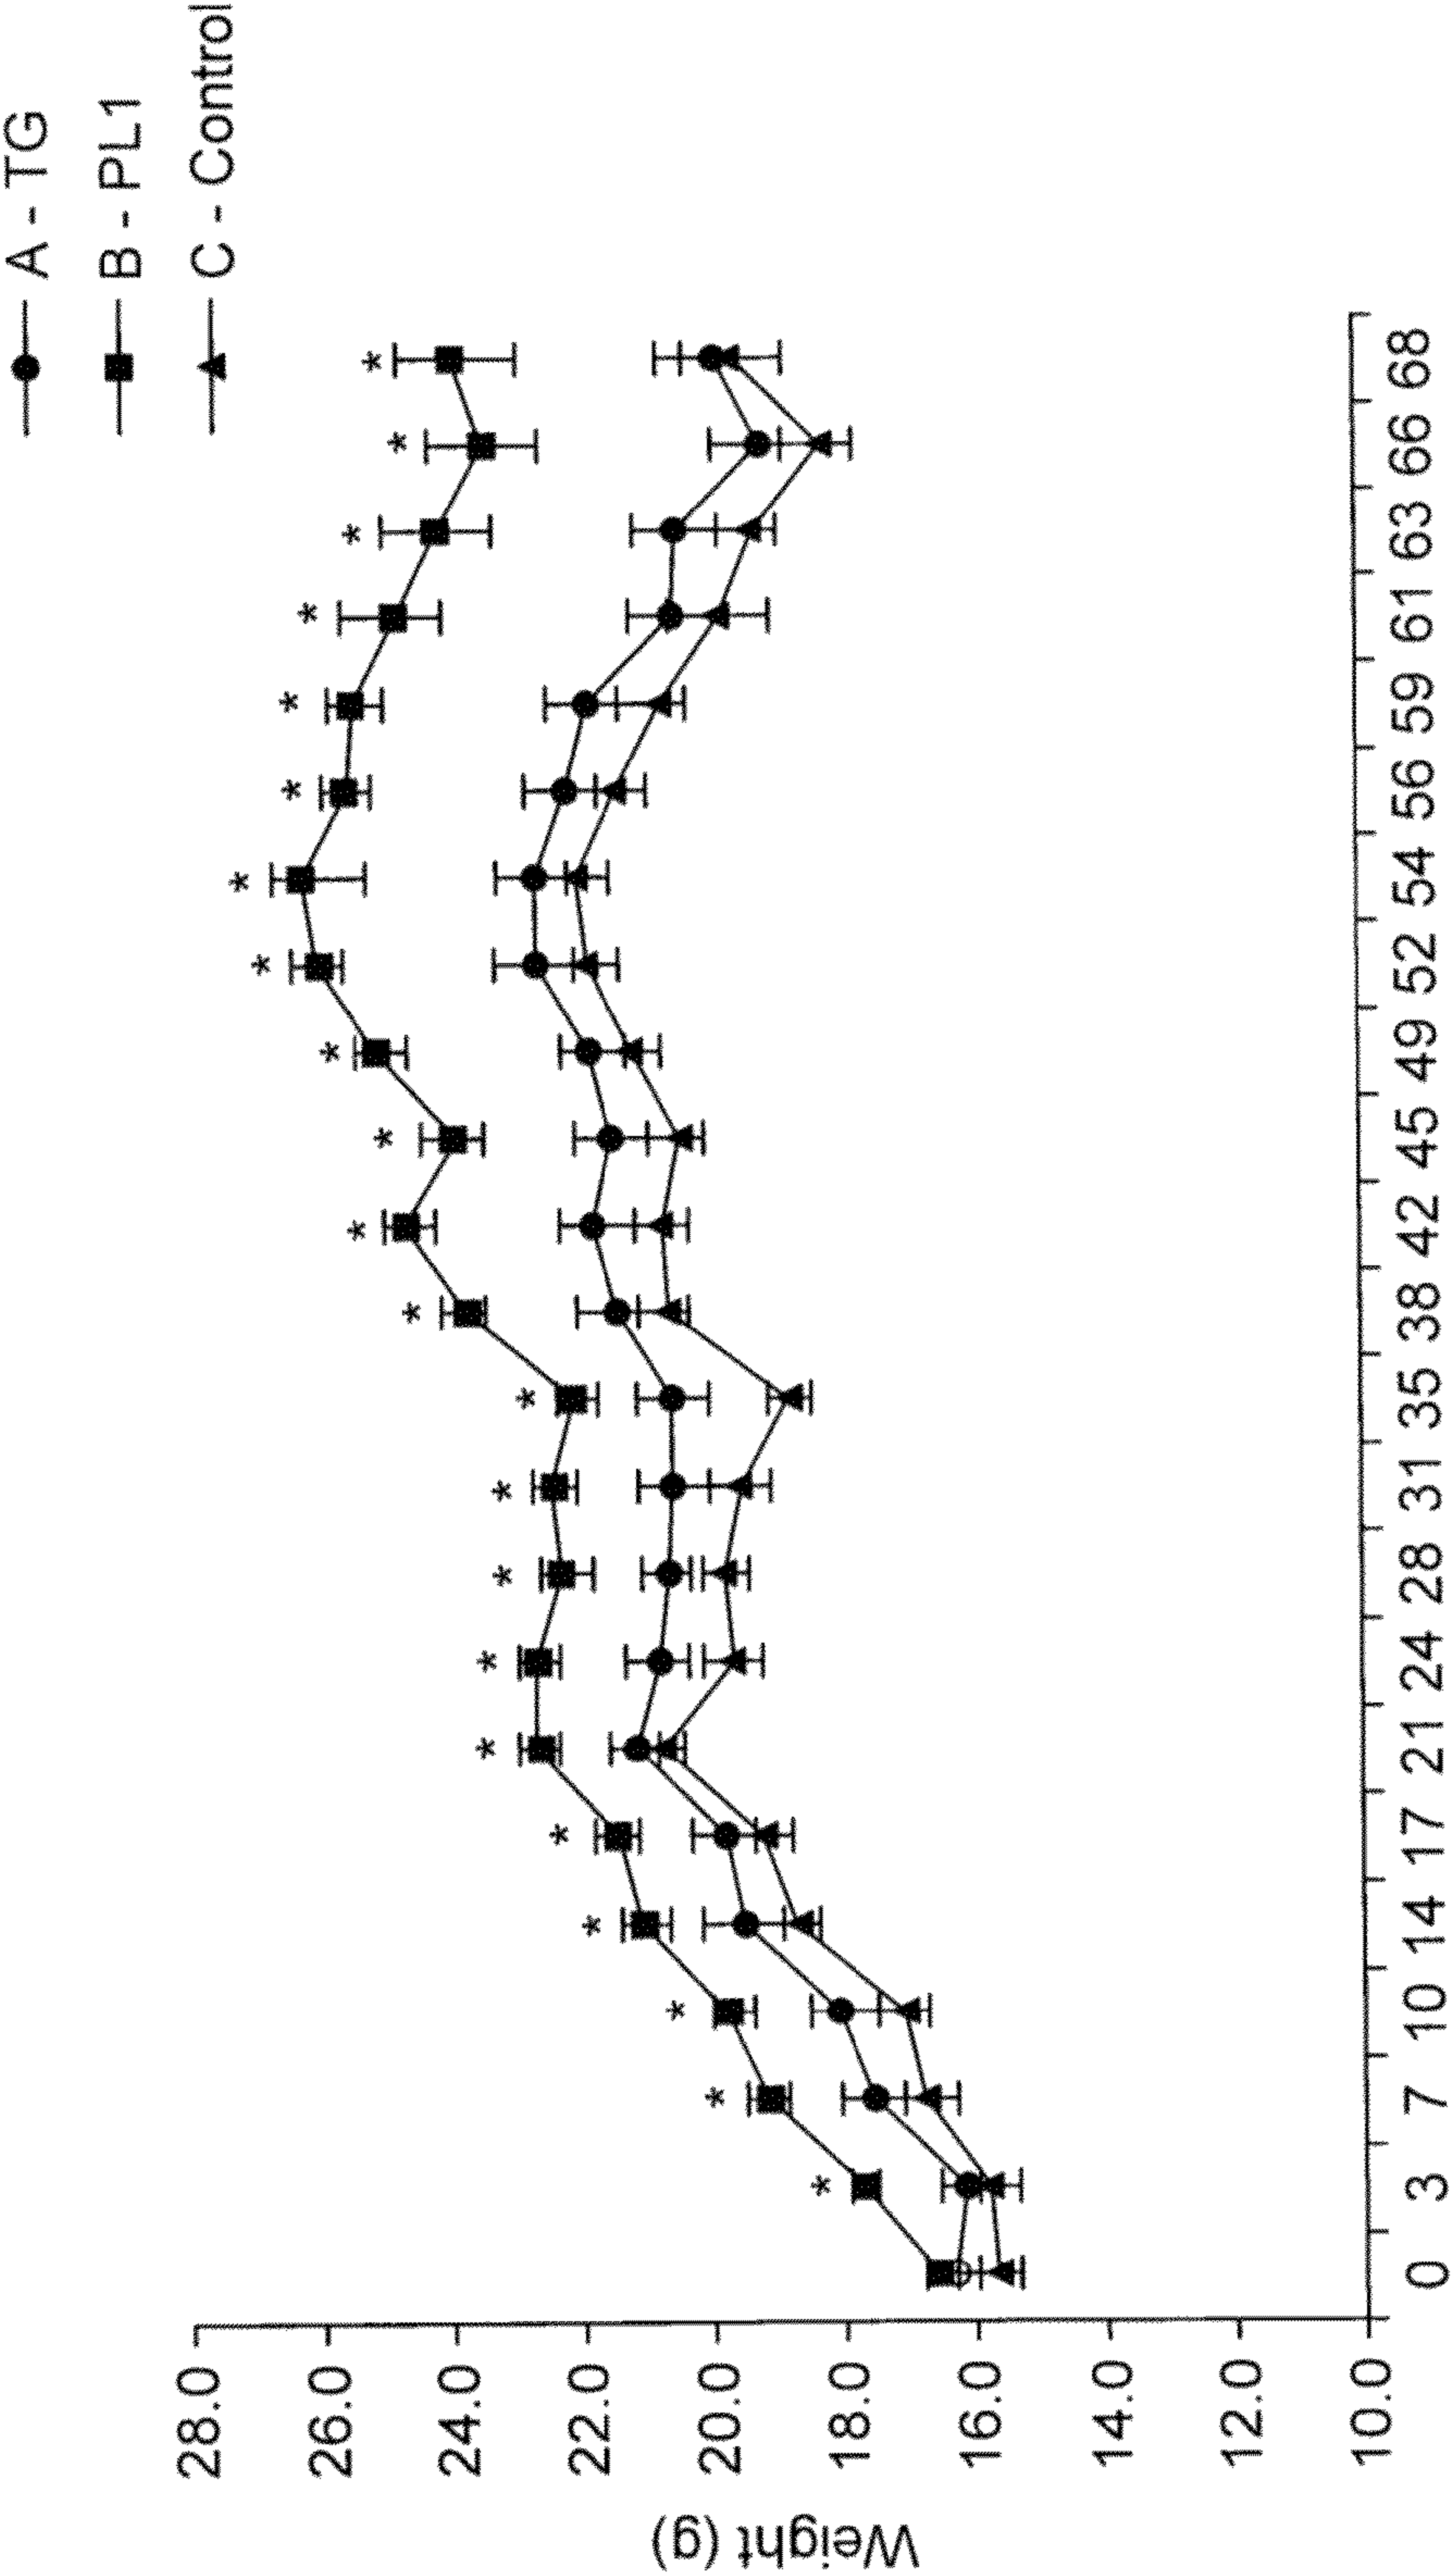 A - TG
B - PL1
C - Control
28.0
26.0
24.0
22.0
20.0
18.0
16.0
14.0
12.0
10.0
Weight (g)
* * * * * * * * * * * * * * * * * * * * * *
0 3 7 10 14 17 21 24 28 31 35 38 42 45 49 52 54 56 59 61 63 66 68